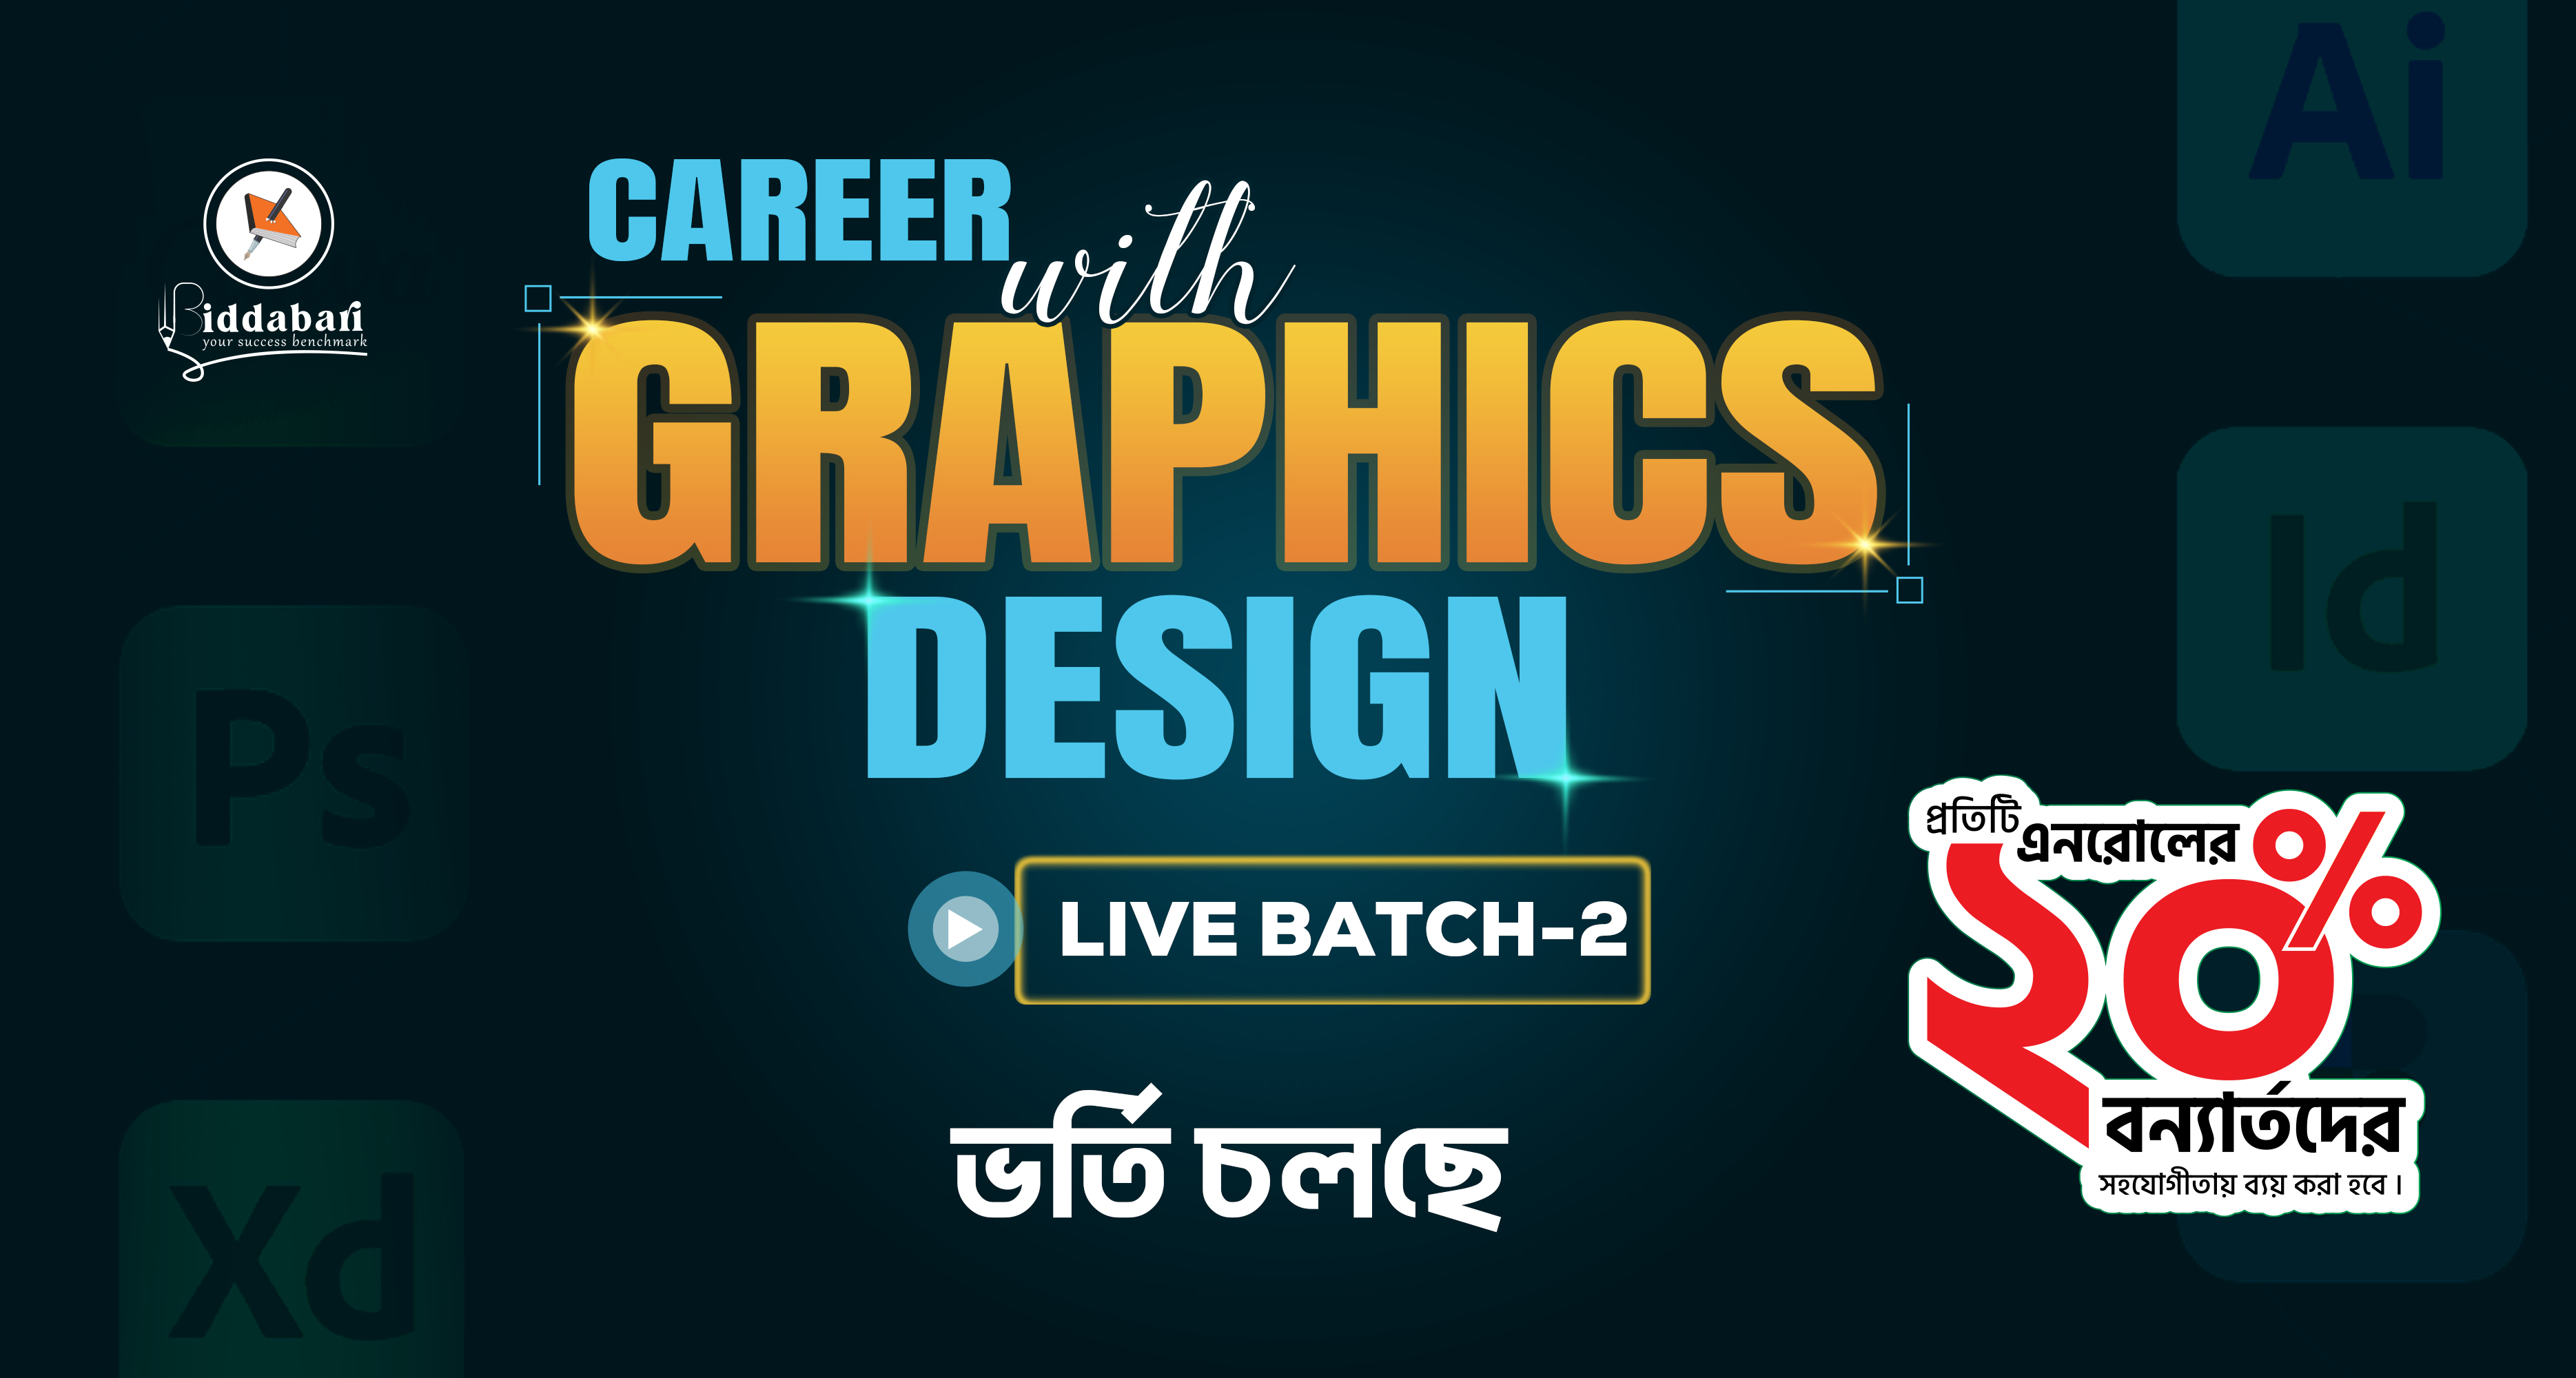 Biddabari
your success benchmark
CAREER
with
GRAPHICS
DESIGN
LIVE BATCH-2
ভর্তি চলছে
প্রতিটি
এনরোলের
১০%
বন্যার্তদের
সহযোগীতায় ব্যয় করা হবে।
Ai
Id
Ps
Xd